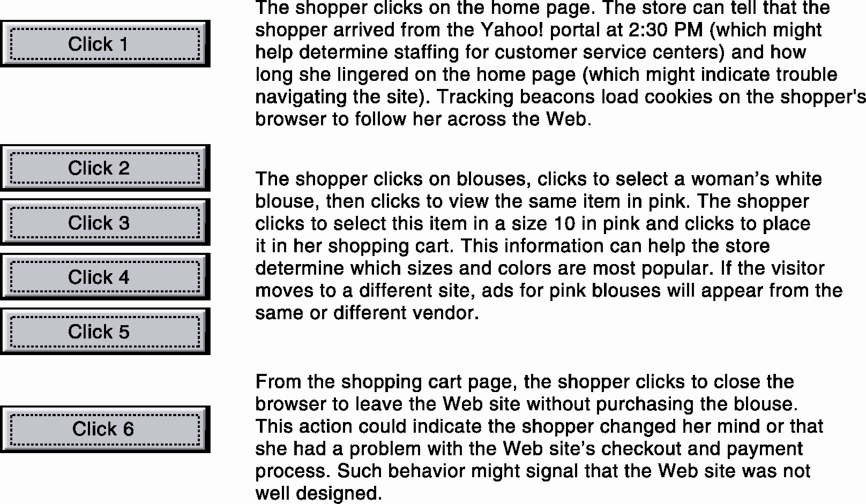 Click 1
The shopper clicks on the home page. The store can tell that the
shopper arrived from the Yahoo! portal at 2:30 PM (which might
help determine staffing for customer service centers) and how
long she lingered on the home page (which might indicate trouble
navigating the site). Tracking beacons load cookies on the shopper's
browser to follow her across the Web.
Click 2
Click 3
Click 4
Click 5
The shopper clicks on blouses, clicks to select a woman's white
blouse, then clicks to view the same item in pink. The shopper
clicks to select this item in a size 10 in pink and clicks to place
it in her shopping cart. This information can help the store
determine which sizes and colors are most popular. If the visitor
moves to a different site, ads for pink blouses will appear from the
same or different vendor.
Click 6
From the shopping cart page, the shopper clicks to close the
browser to leave the Web site without purchasing the blouse.
This action could indicate the shopper changed her mind or that
she had a problem with the Web site's checkout and payment
process. Such behavior might signal that the Web site was not
well designed.